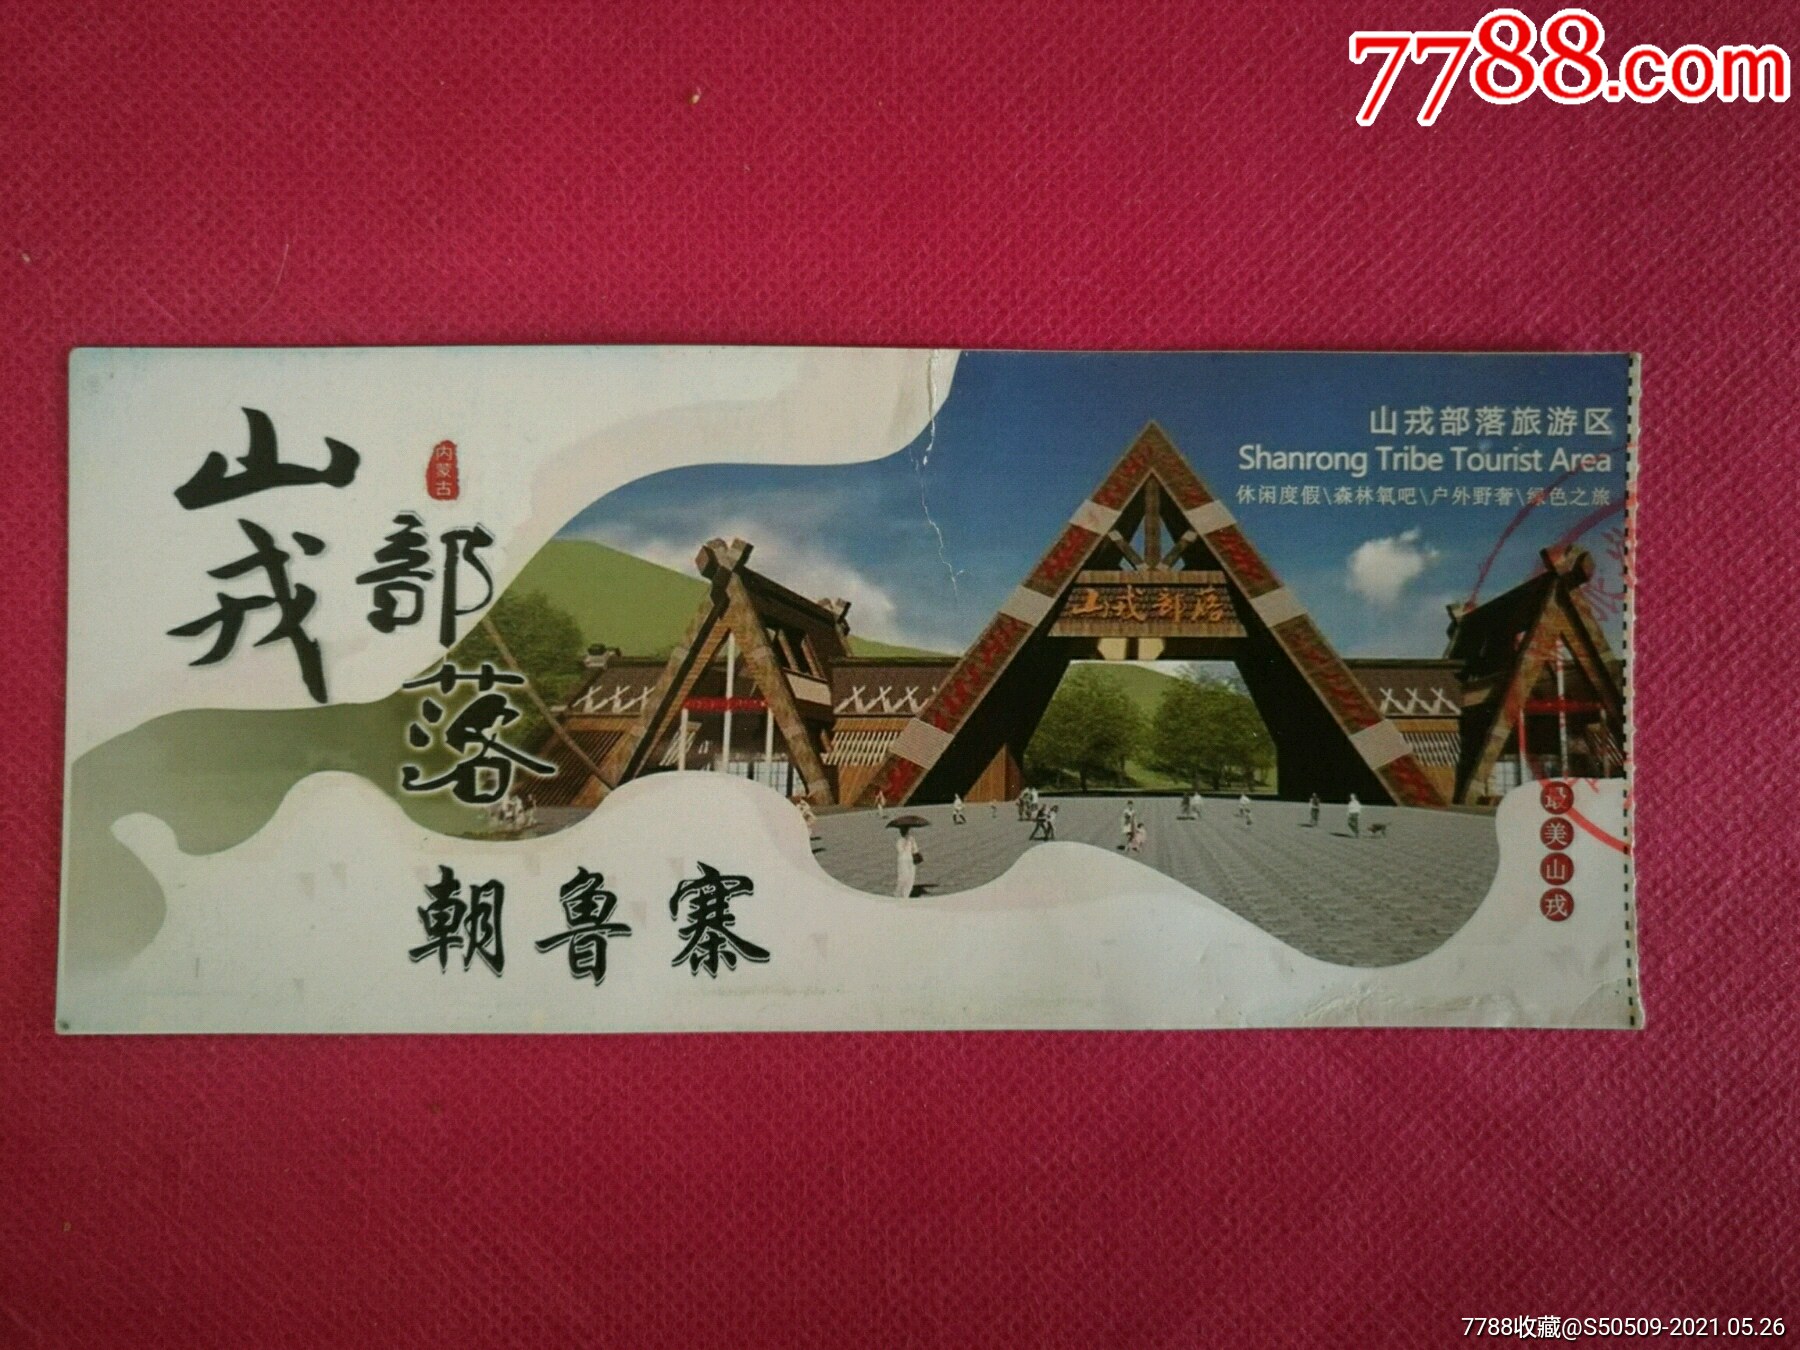 7788.com
山戎部落
内蒙古
朝鲁寨
山戎部落旅游区
Shanrong Tribe Tourist Area
休闲度假\森林氧吧\户外野奢\绿色之旅
山戎部落
最美山戎
7788收藏@S50509-2021.05.26